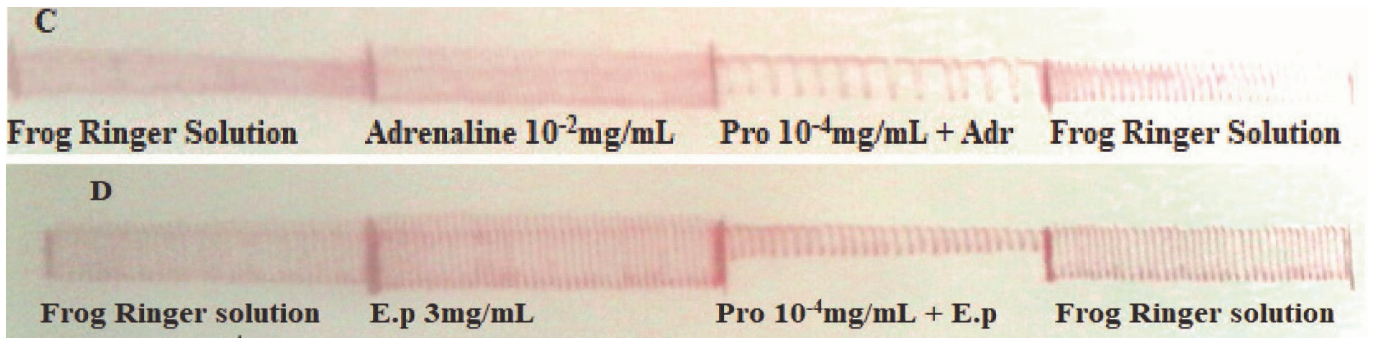 C
Frog Ringer Solution Adrenaline 10⁻²mg/mL Pro 10⁻⁴mg/mL + Adr Frog Ringer Solution
D
Frog Ringer solution E.p 3mg/mL Pro 10⁻⁴mg/mL + E.p Frog Ringer solution